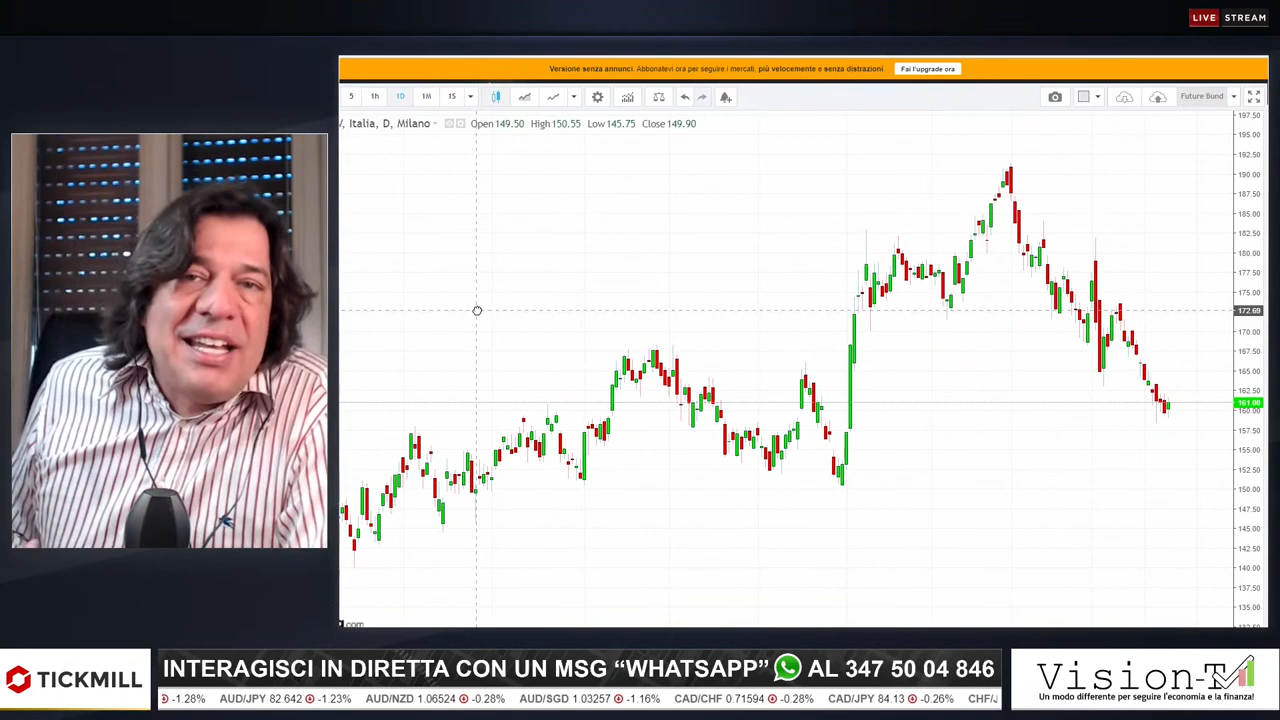 LIVE STREAM
Versione senza annunci. Abbonatevi ora per seguire i mercati, più velocemente e senza distrazioni. Fai l'upgrade ora
5 1h 1D 1M 1S Future Bund
/, Italia, D, Milano Open 149.50 High 150.55 Low 145.75 Close 149.90
197.50
195.00
192.50
190.00
187.50
185.00
182.50
180.00
177.50
175.00
172.69
170.00
167.50
165.00
162.50
161.00
160.00
157.50
155.00
152.50
150.00
147.50
145.00
142.50
140.00
137.50
135.00
.com
TICKMILL
INTERAGISCI IN DIRETTA CON UN MSG “WHATSAPP” AL 347 50 04 846
-1.28% AUD/JPY 82.642 -1.23% AUD/NZD 1.06524 -0.28% AUD/SGD 1.03257 -1.16% CAD/CHF 0.71594 -0.28% CAD/JPY 84.13 -0.26% CHF/
Vision-T
Un modo differente per seguire l'economia e la finanza!